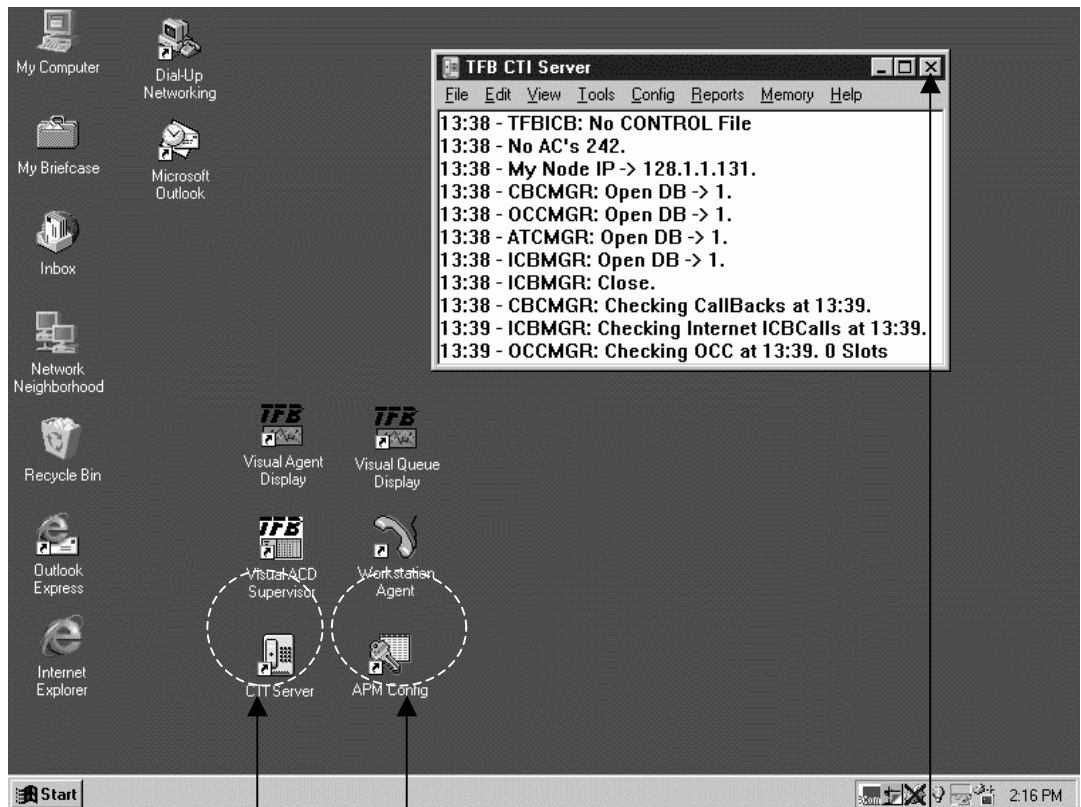 My Computer
Dial-Up
Networking
My Briefcase
Microsoft
Outlook
Inbox
Network
Neighborhood
Recycle Bin
Outlook
Express
Internet
Explorer
TFB CTI Server
File Edit View Tools Config Reports Memory Help
13:38 - TFBICB: No CONTROL File
13:38 - No AC's 242.
13:38 - My Node IP -> 128.1.1.131.
13:38 - CBCMGR: Open DB -> 1.
13:38 - OCCMGR: Open DB -> 1.
13:38 - ATCMGR: Open DB -> 1.
13:38 - ICBMGR: Open DB -> 1.
13:38 - ICBMGR: Close.
13:38 - CBCMGR: Checking CallBacks at 13:39.
13:39 - ICBMGR: Checking Internet ICBCalls at 13:39.
13:39 - OCCMGR: Checking OCC at 13:39. 0 Slots
TFB
Visual Agent
Display
TFB
Visual Queue
Display
TFB
Visual ACD
Supervisor
Workstation
Agent
CTI Server
APM Config
Start
2:16 PM